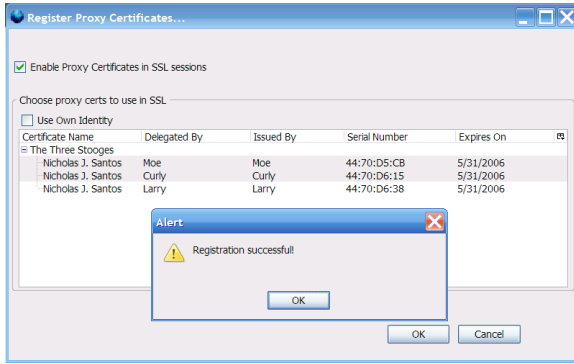 Register Proxy Certificates...
Enable Proxy Certificates in SSL sessions
Choose proxy certs to use in SSL
Use Own Identity
Certificate Name Delegated By Issued By Serial Number Expires On
The Three Stooges
Nicholas J. Santos Moe Moe 44:70:D5:CB 5/31/2006
Nicholas J. Santos Curly Curly 44:70:D6:15 5/31/2006
Nicholas J. Santos Larry Larry 44:70:D6:38 5/31/2006
Alert
Registration successful!
OK
OK Cancel